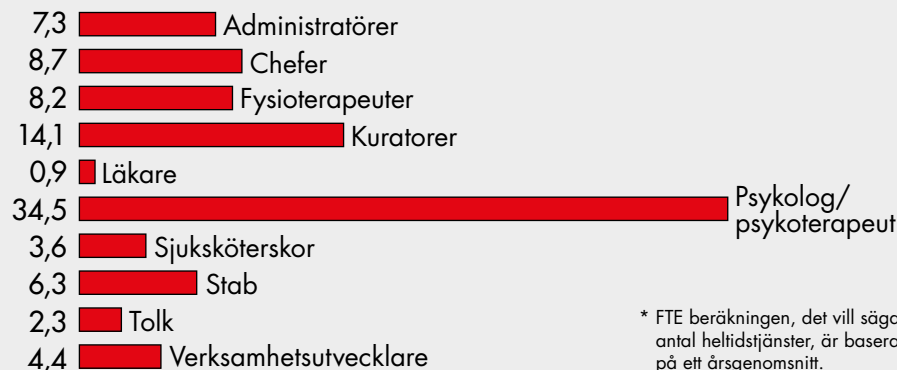 7,3 Administratörer
8,7 Chefer
8,2 Fysioterapeuter
14,1 Kuratorer
0,9 Läkare
34,5 Psykolog/
psykoterapeut
3,6 Sjuksköterskor
6,3 Stab
2,3 Tolk
4,4 Verksamhetsutvecklare
* FTE beräkningen, det vill säga
antal heltidstjänster, är baserad
på ett årsgenomsnitt.